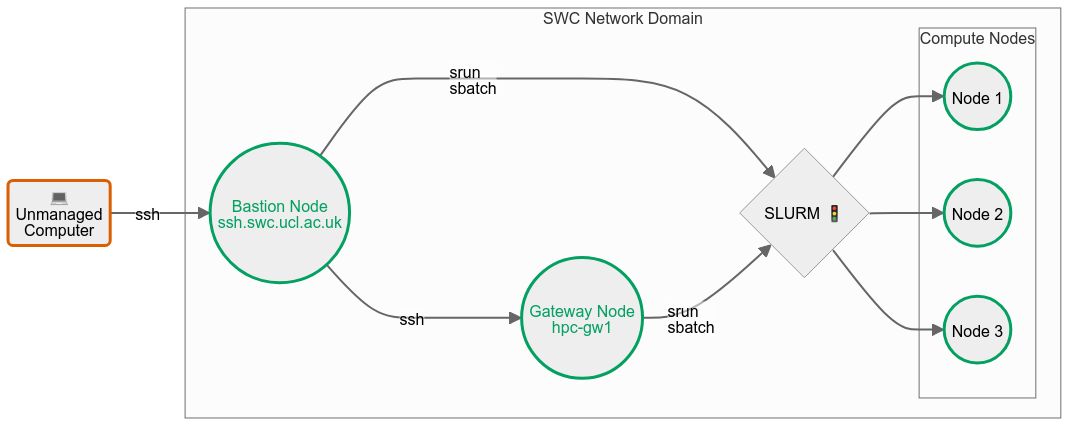 SWC Network Domain
Compute Nodes
srun
sbatch
Node 1
Unmanaged
Computer
ssh
Bastion Node
ssh.swc.ucl.ac.uk
SLURM
Node 2
ssh
Gateway Node
hpc-gw1
srun
sbatch
Node 3